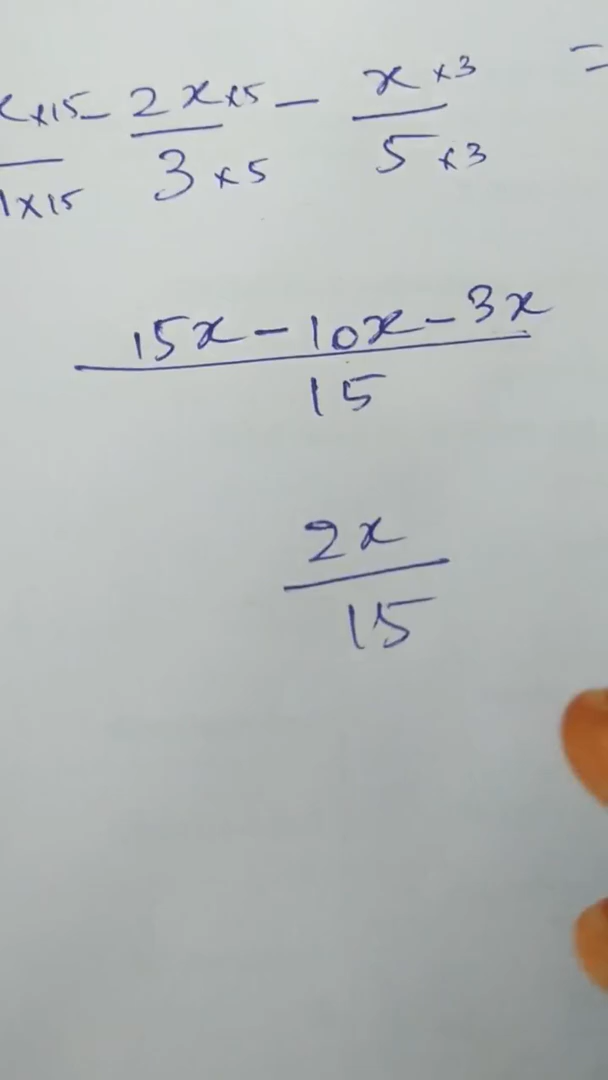 x×15 - 2x×5 - x×3 =
1×15 3×5 5×3
15x - 10x - 3x
15
2x
15